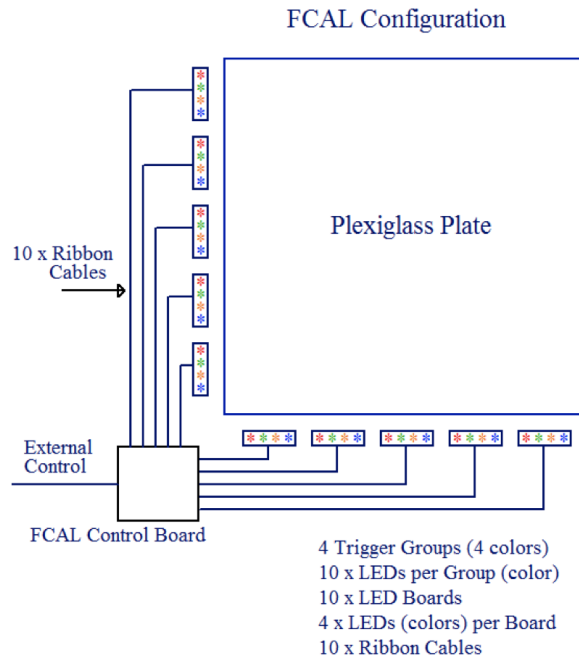 FCAL Configuration
Plexiglass Plate
10 x Ribbon
Cables
External
Control
FCAL Control Board
4 Trigger Groups (4 colors)
10 x LEDs per Group (color)
10 x LED Boards
4 x LEDs (colors) per Board
10 x Ribbon Cables